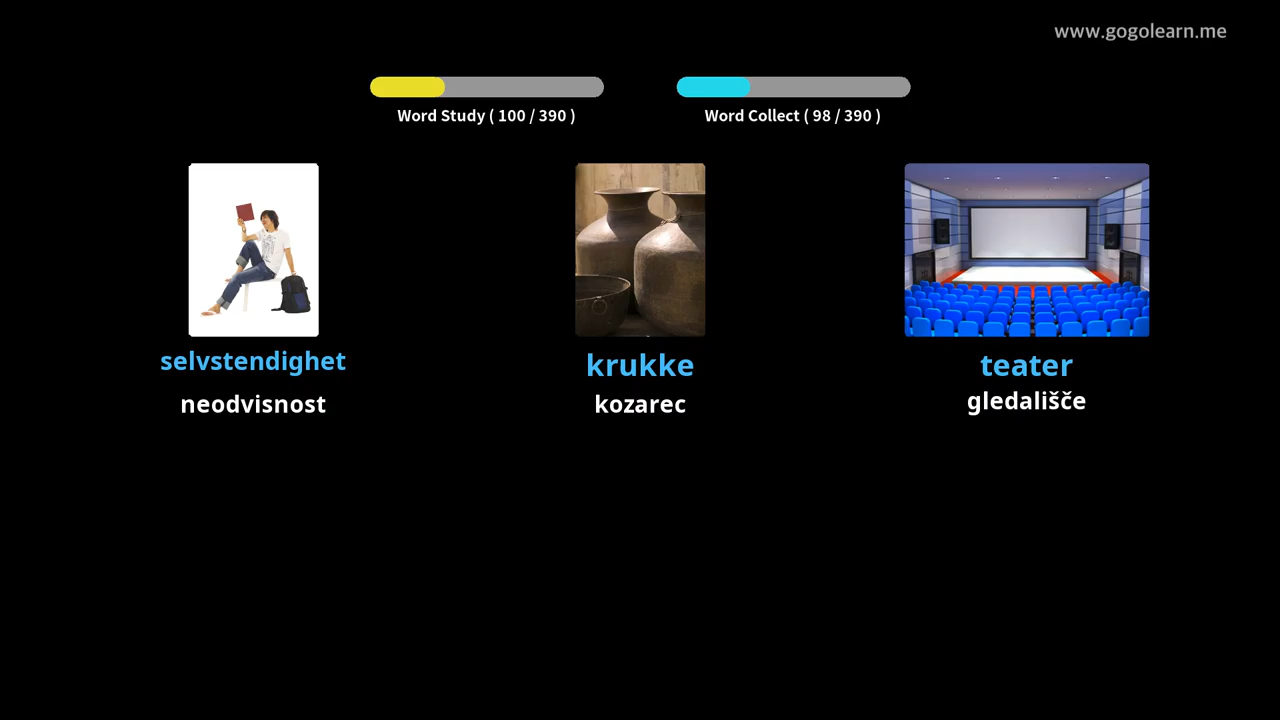 www.gogolearn.me
Word Study ( 100 / 390 )
Word Collect ( 98 / 390 )
selvstendighet
neodvisnost
krukke
kozarec
teater
gledališče